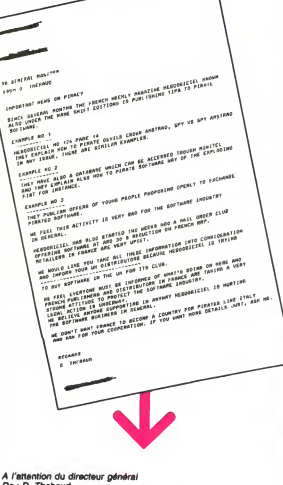 TO GENERAL MANAGER
FROM D THEBAUD
IMPORTANT NEWS ON PIRACY
SINCE SEVERAL MONTHS THE FRENCH WEEKLY MAGAZINE HEBDOGICIEL KNOWN
ALSO UNDER THE NAME SHIFT EDITIONS IS PUBLISHING TIPS TO PIRATE
SOFTWARE.
EXAMPLE NO 1
HEBDOGICIEL NO 124 PAGE 14
THEY EXPLAIN HOW TO PIRATE DEVILS CROWN AMSTRAD, SPY VS SPY AMSTRAD
IN ANY ISSUE, THERE ARE SIMILAR EXAMPLES.
EXAMPLE NO 2
THEY HAVE ALSO A DATABASE WHICH CAN BE ACCESSED TROUGH MINITEL
AND THEY EXPLAIN ALSO HOW TO PIRATE SOFTWARE WAY OF THE EXPLODING
FIST FOR INSTANCE.
EXAMPLE NO 3
THEY PUBLISH OFFERS OF YOUNG PEOPLE PROPOSING OPENLY TO EXCHANGE
PIRATED SOFTWARE.
WE FEEL THIS ACTIVITY IS VERY BAD FOR THE SOFTWARE INDUSTRY
IN GENERAL.
HEBDOGICIEL HAS ALSO STARTED TWO WEEKS AGO A MAIL ORDER CLUB
OFFERING SOFTWARE AT AND 30 % REDUCTION ON FRENCH RRP.
RETAILERS IN FRANCE ARE VERY UPSET.
WE WOULD LIKE YOU TAKE ALL THESE INFORMATION INTO CONSIDERATION
AND INFORM YOUR UK DISTRIBUTORS BECAUSE HEBDOGICIEL IS TRYING
TO BUY SOFTWARE IN THE UK FOR ITS CLUB.
WE FEEL EVERYONE MUST BE INFORMED OF WHAT'S GOING ON HERE AND
FRENCH PUBLISHERS AND DISTRIBUTORS IN FRANCE ARE TAKING A VERY
STRONG ATTITUDE TO PROTECT THE SOFTWARE INDUSTRY.
LEGAL ACTION IS UNDERWAY
WE BELIEVE ANYONE SUPPORTING IN ANYWAY HEBDOGICIEL IS HURTING
THE SOFTWARE BUSINESS IN GENERAL.
WE DON'T WANT FRANCE TO BECOME A COUNTRY FOR PIRATES LIKE ITALY
AND ASK FOR YOUR COOPERATION. IF YOU WANT MORE DETAILS JUST, ASK ME.
REGARDS
D THEBAUD
A l'attention du directeur général
De : D. Thebaud